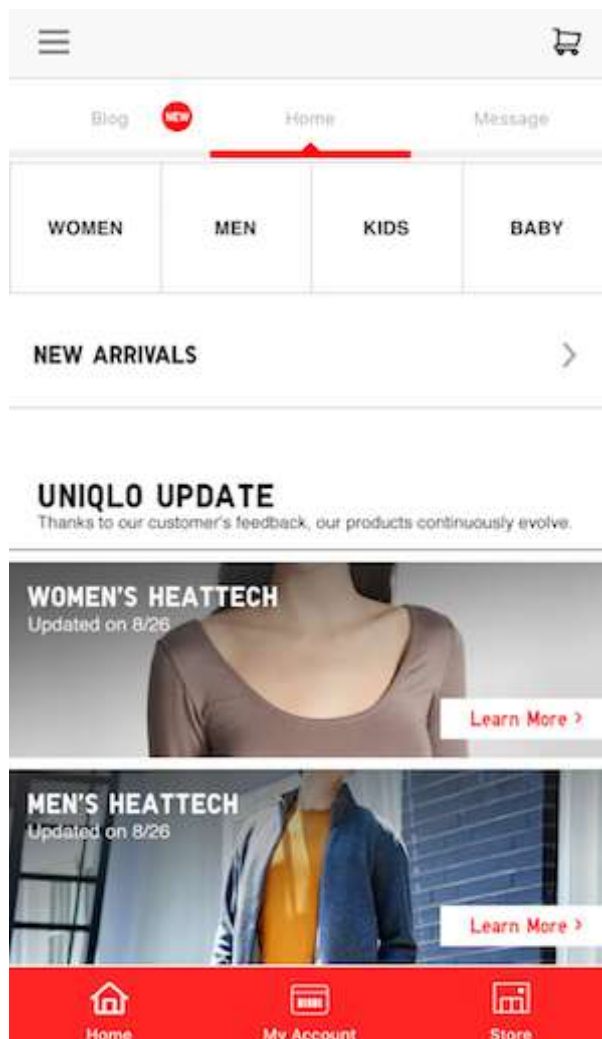 Blog NEW Home Message
WOMEN MEN KIDS BABY
NEW ARRIVALS
UNIQLO UPDATE
Thanks to our customer's feedback, our products continuously evolve.
WOMEN'S HEATTECH
Updated on 8/26
Learn More >
MEN'S HEATTECH
Updated on 8/26
Learn More >
Home My Account Store